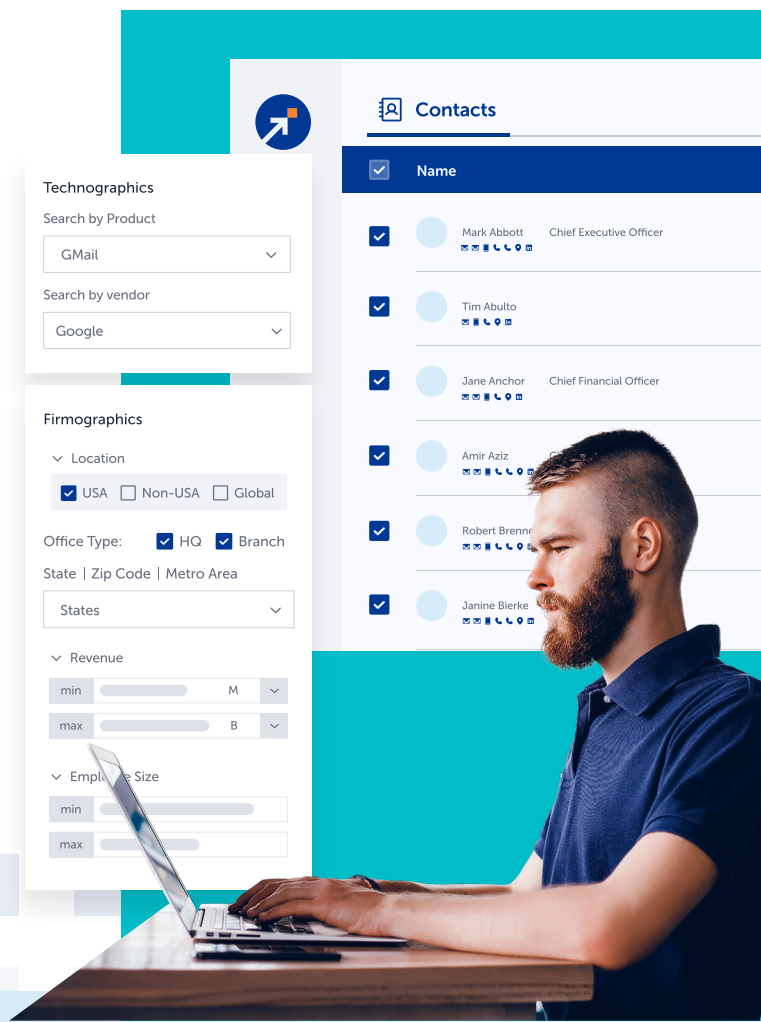 Contacts
Name
Mark Abbott Chief Executive Officer
Tim Abulto
Jane Anchor Chief Financial Officer
Amir Aziz
Robert
Janine Bierke
Technographics
Search by Product
GMail
Search by vendor
Google
Firmographics
Location
USA Non-USA Global
Office Type: HQ Branch
State | Zip Code | Metro Area
States
Revenue
min M
max B
Size
min
max